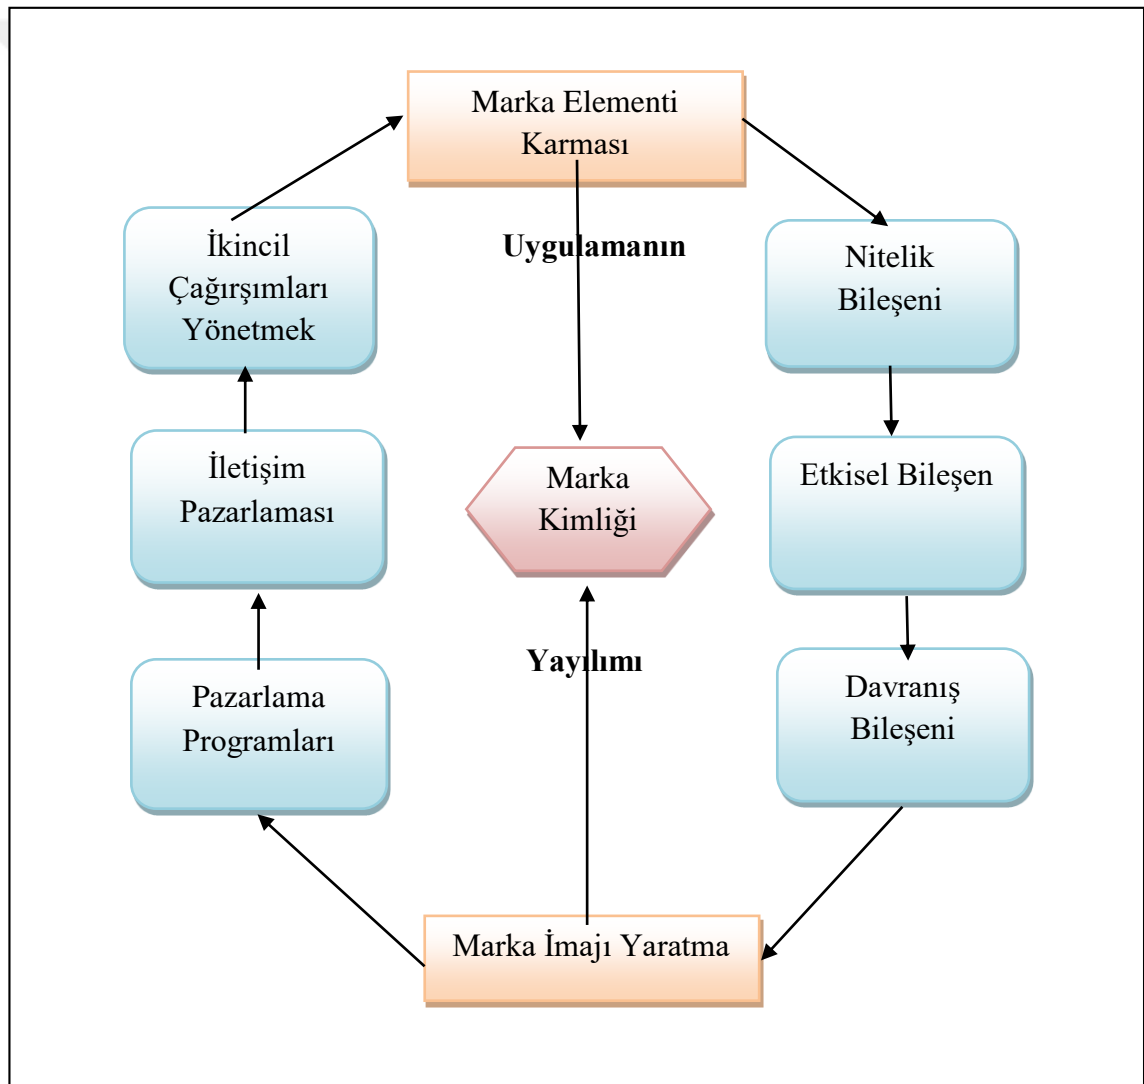 Marka Elementi
Karması
Uygulamanın
İkincil
Çağırşımları
Yönetmek
Nitelik
Bileşeni
İletişim
Pazarlaması
Marka
Kimliği
Etkisel Bileşen
Yayılımı
Pazarlama
Programları
Davranış
Bileşeni
Marka İmajı Yaratma